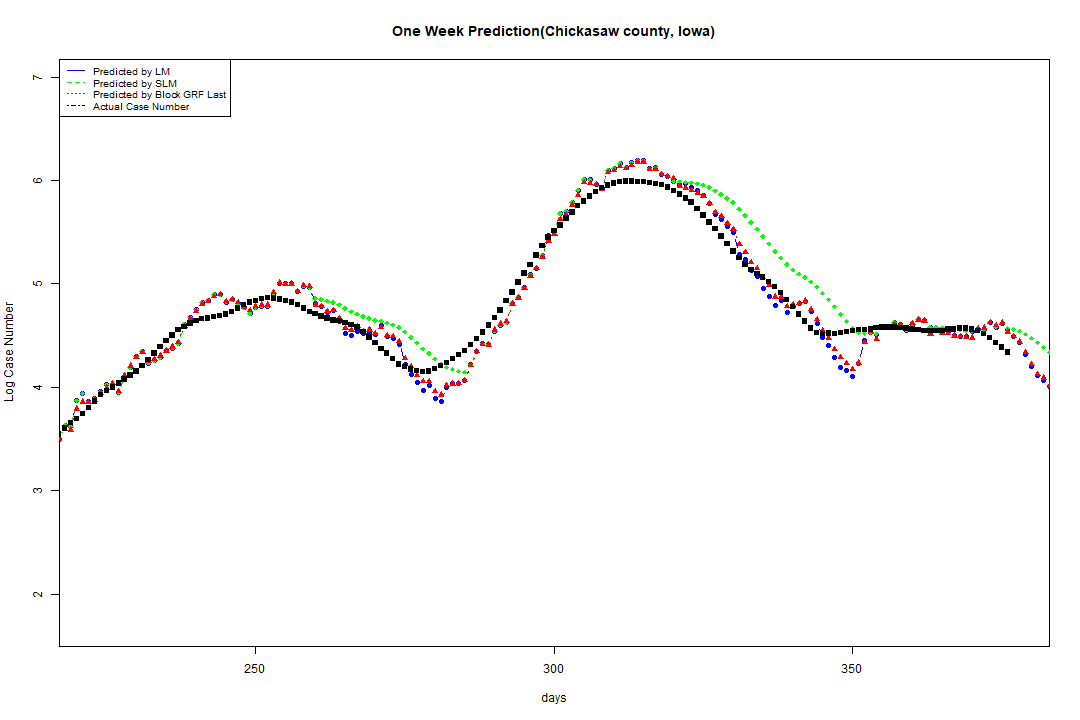 One Week Prediction(Chickasaw county, Iowa)
Predicted by LM
Predicted by SLM
Predicted by Block GRF Last
Actual Case Number
Log Case Number
7
6
5
4
3
2
250
300
350
days